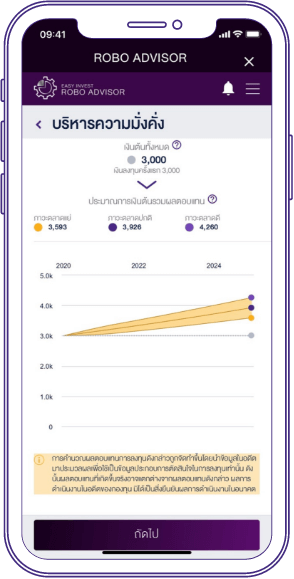 09:41
ROBO ADVISOR
EASY INVEST
ROBO ADVISOR
บริหารความมั่งคั่ง
เงินต้นทั้งหมด
3,000
เงินลงทุนครั้งแรก 3,000
ประมาณการเงินต้นรวมผลตอบแทน
ภาวะตลาดแย่ ภาวะตลาดปกติ ภาวะตลาดดี
3,593 3,926 4,260
2020 2022 2024
5.0k
4.0k
3.0k
2.0k
1.0k
0
การคำนวณผลตอบแทนการลงทุนดังกล่าวถูกจัดทำขึ้นโดยนำข้อมูลในอดีต
มาประมวลผลเพื่อใช้เป็นข้อมูลประกอบการตัดสินใจในการลงทุนเท่านั้น ดัง
นั้นผลตอบแทนที่เกิดขึ้นจริงอาจแตกต่างจากผลตอบแทนดังกล่าว ผลการ
ดำเนินงานในอดีตของกองทุน มิได้เป็นสิ่งยืนยันผลการดำเนินงานในอนาคต
ถัดไป